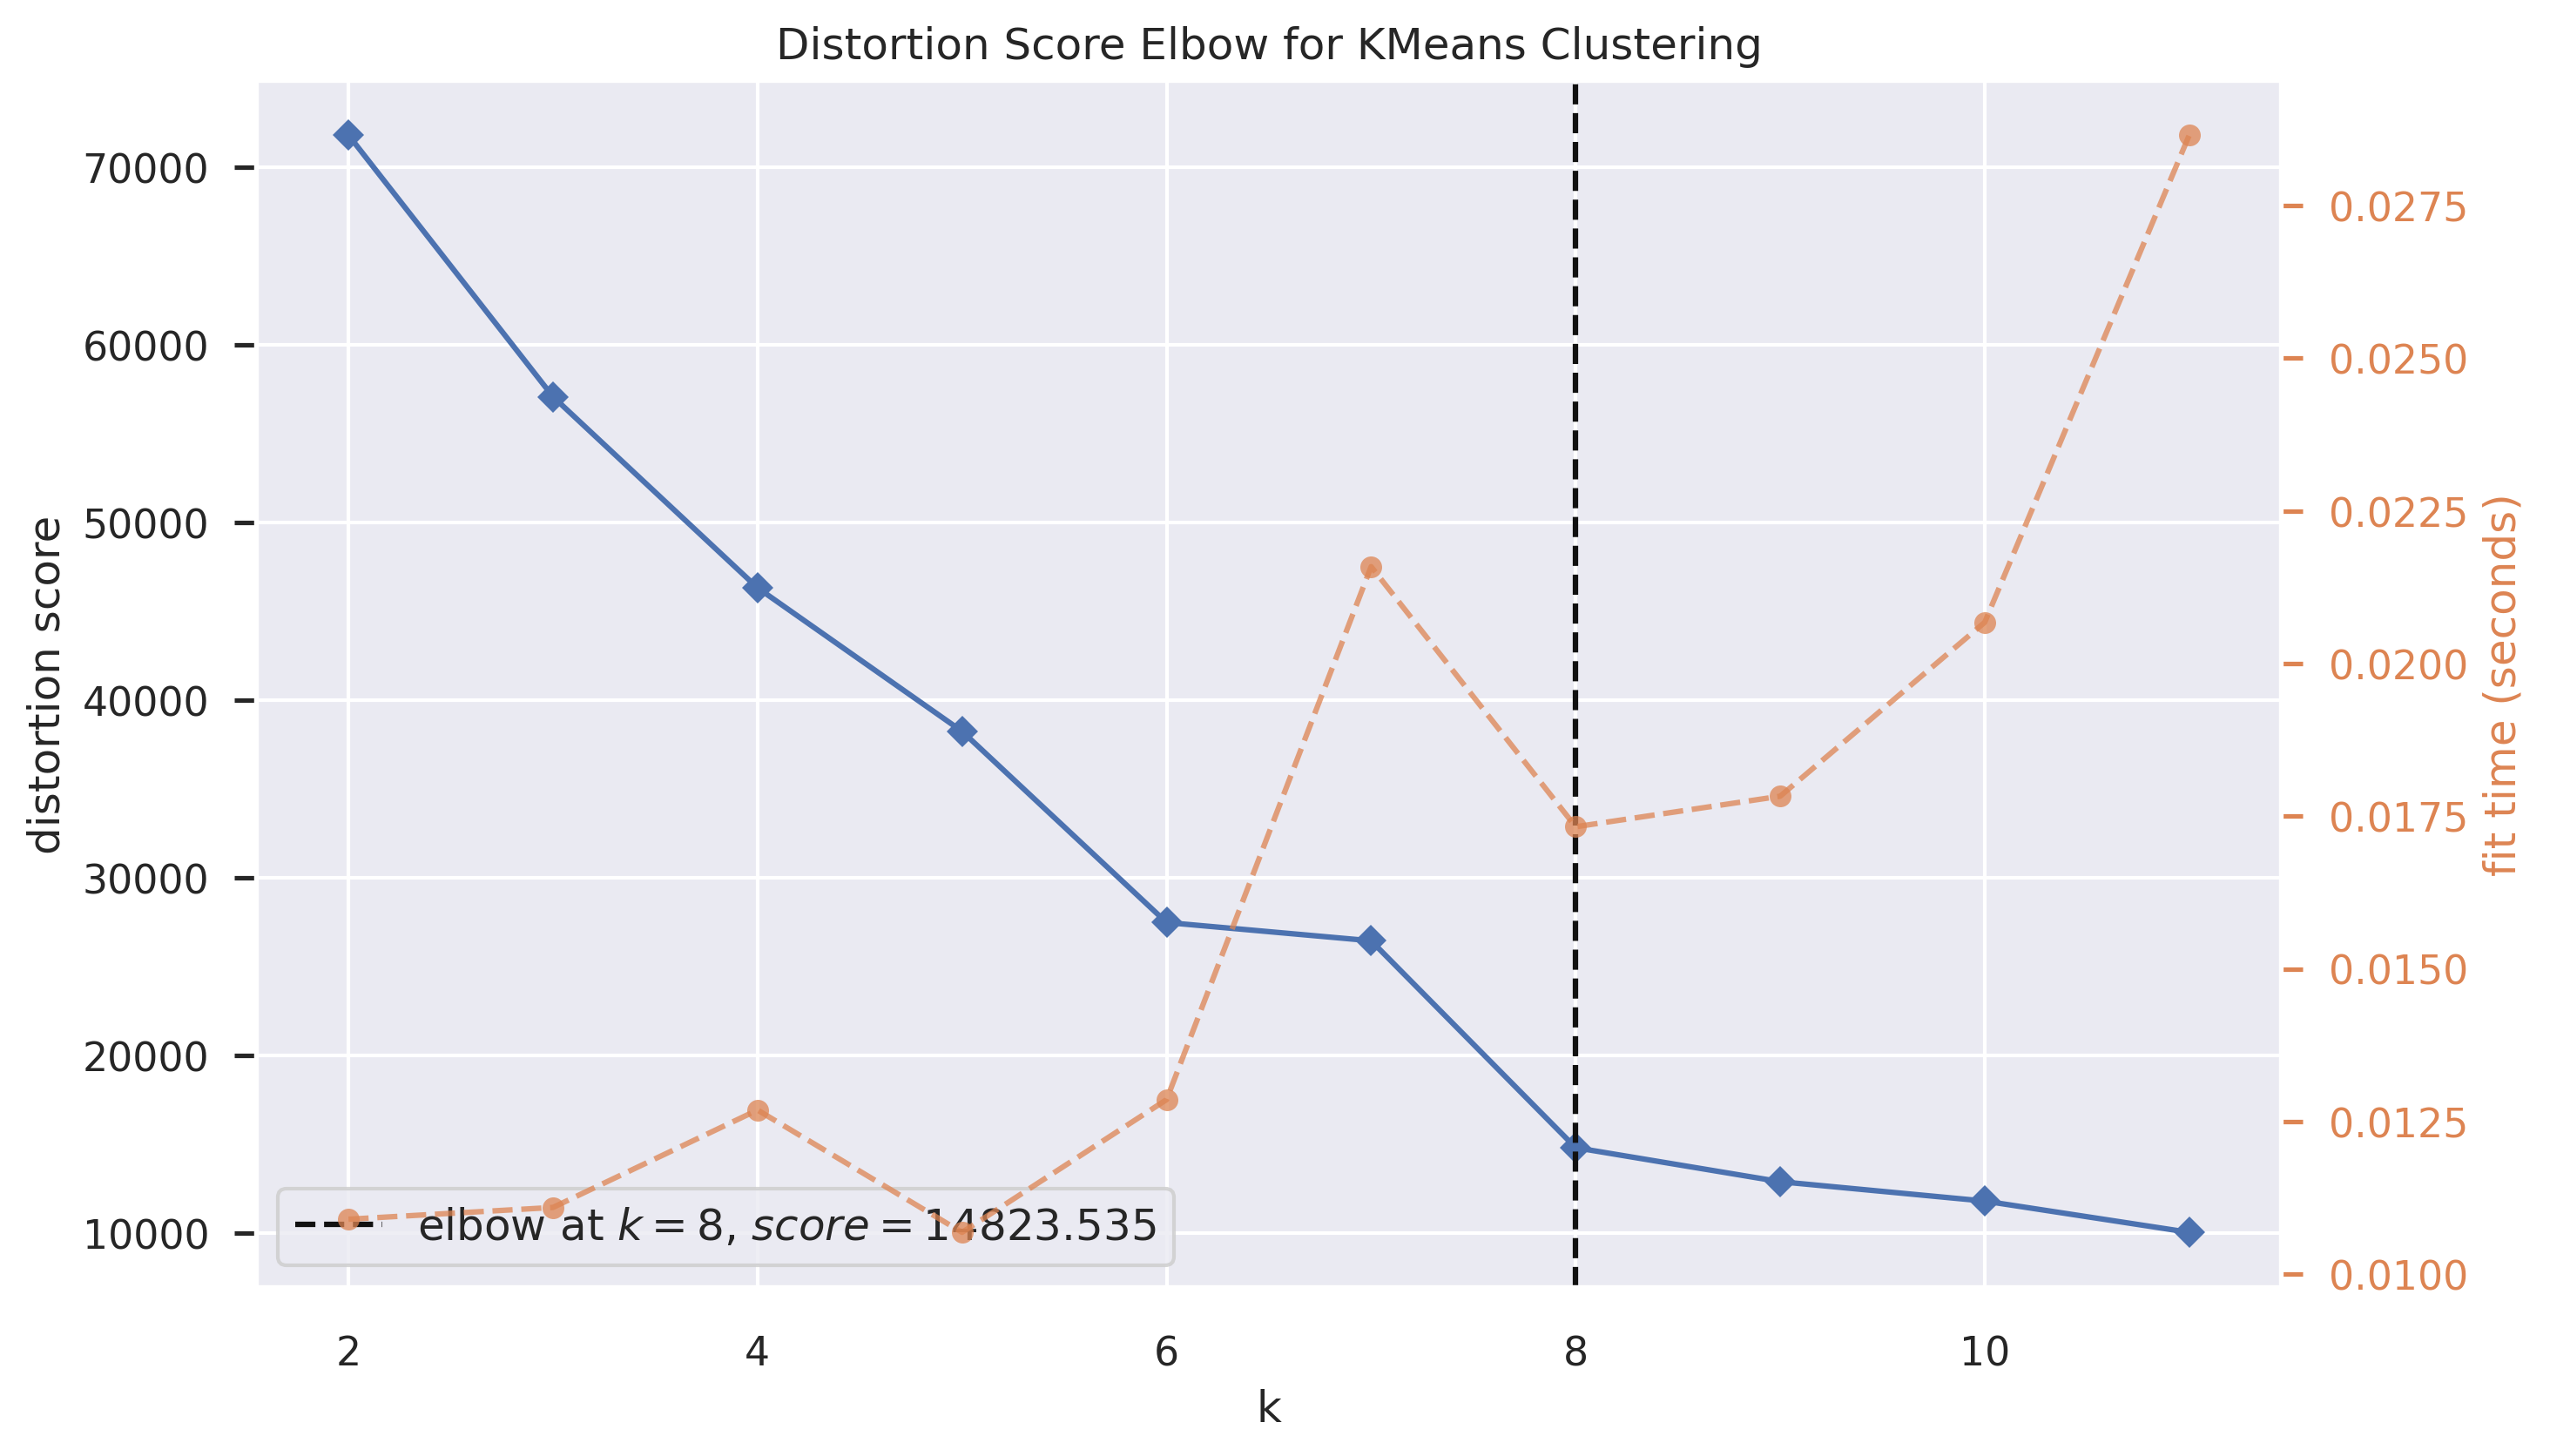 Distortion Score Elbow for KMeans Clustering
distortion score
70000
60000
50000
40000
30000
20000
10000
0.0275
0.0250
0.0225
0.0200
0.0175
0.0150
0.0125
0.0100
fit time (seconds)
elbow at k = 8, score = 14823.535
2 4 6 8 10
k